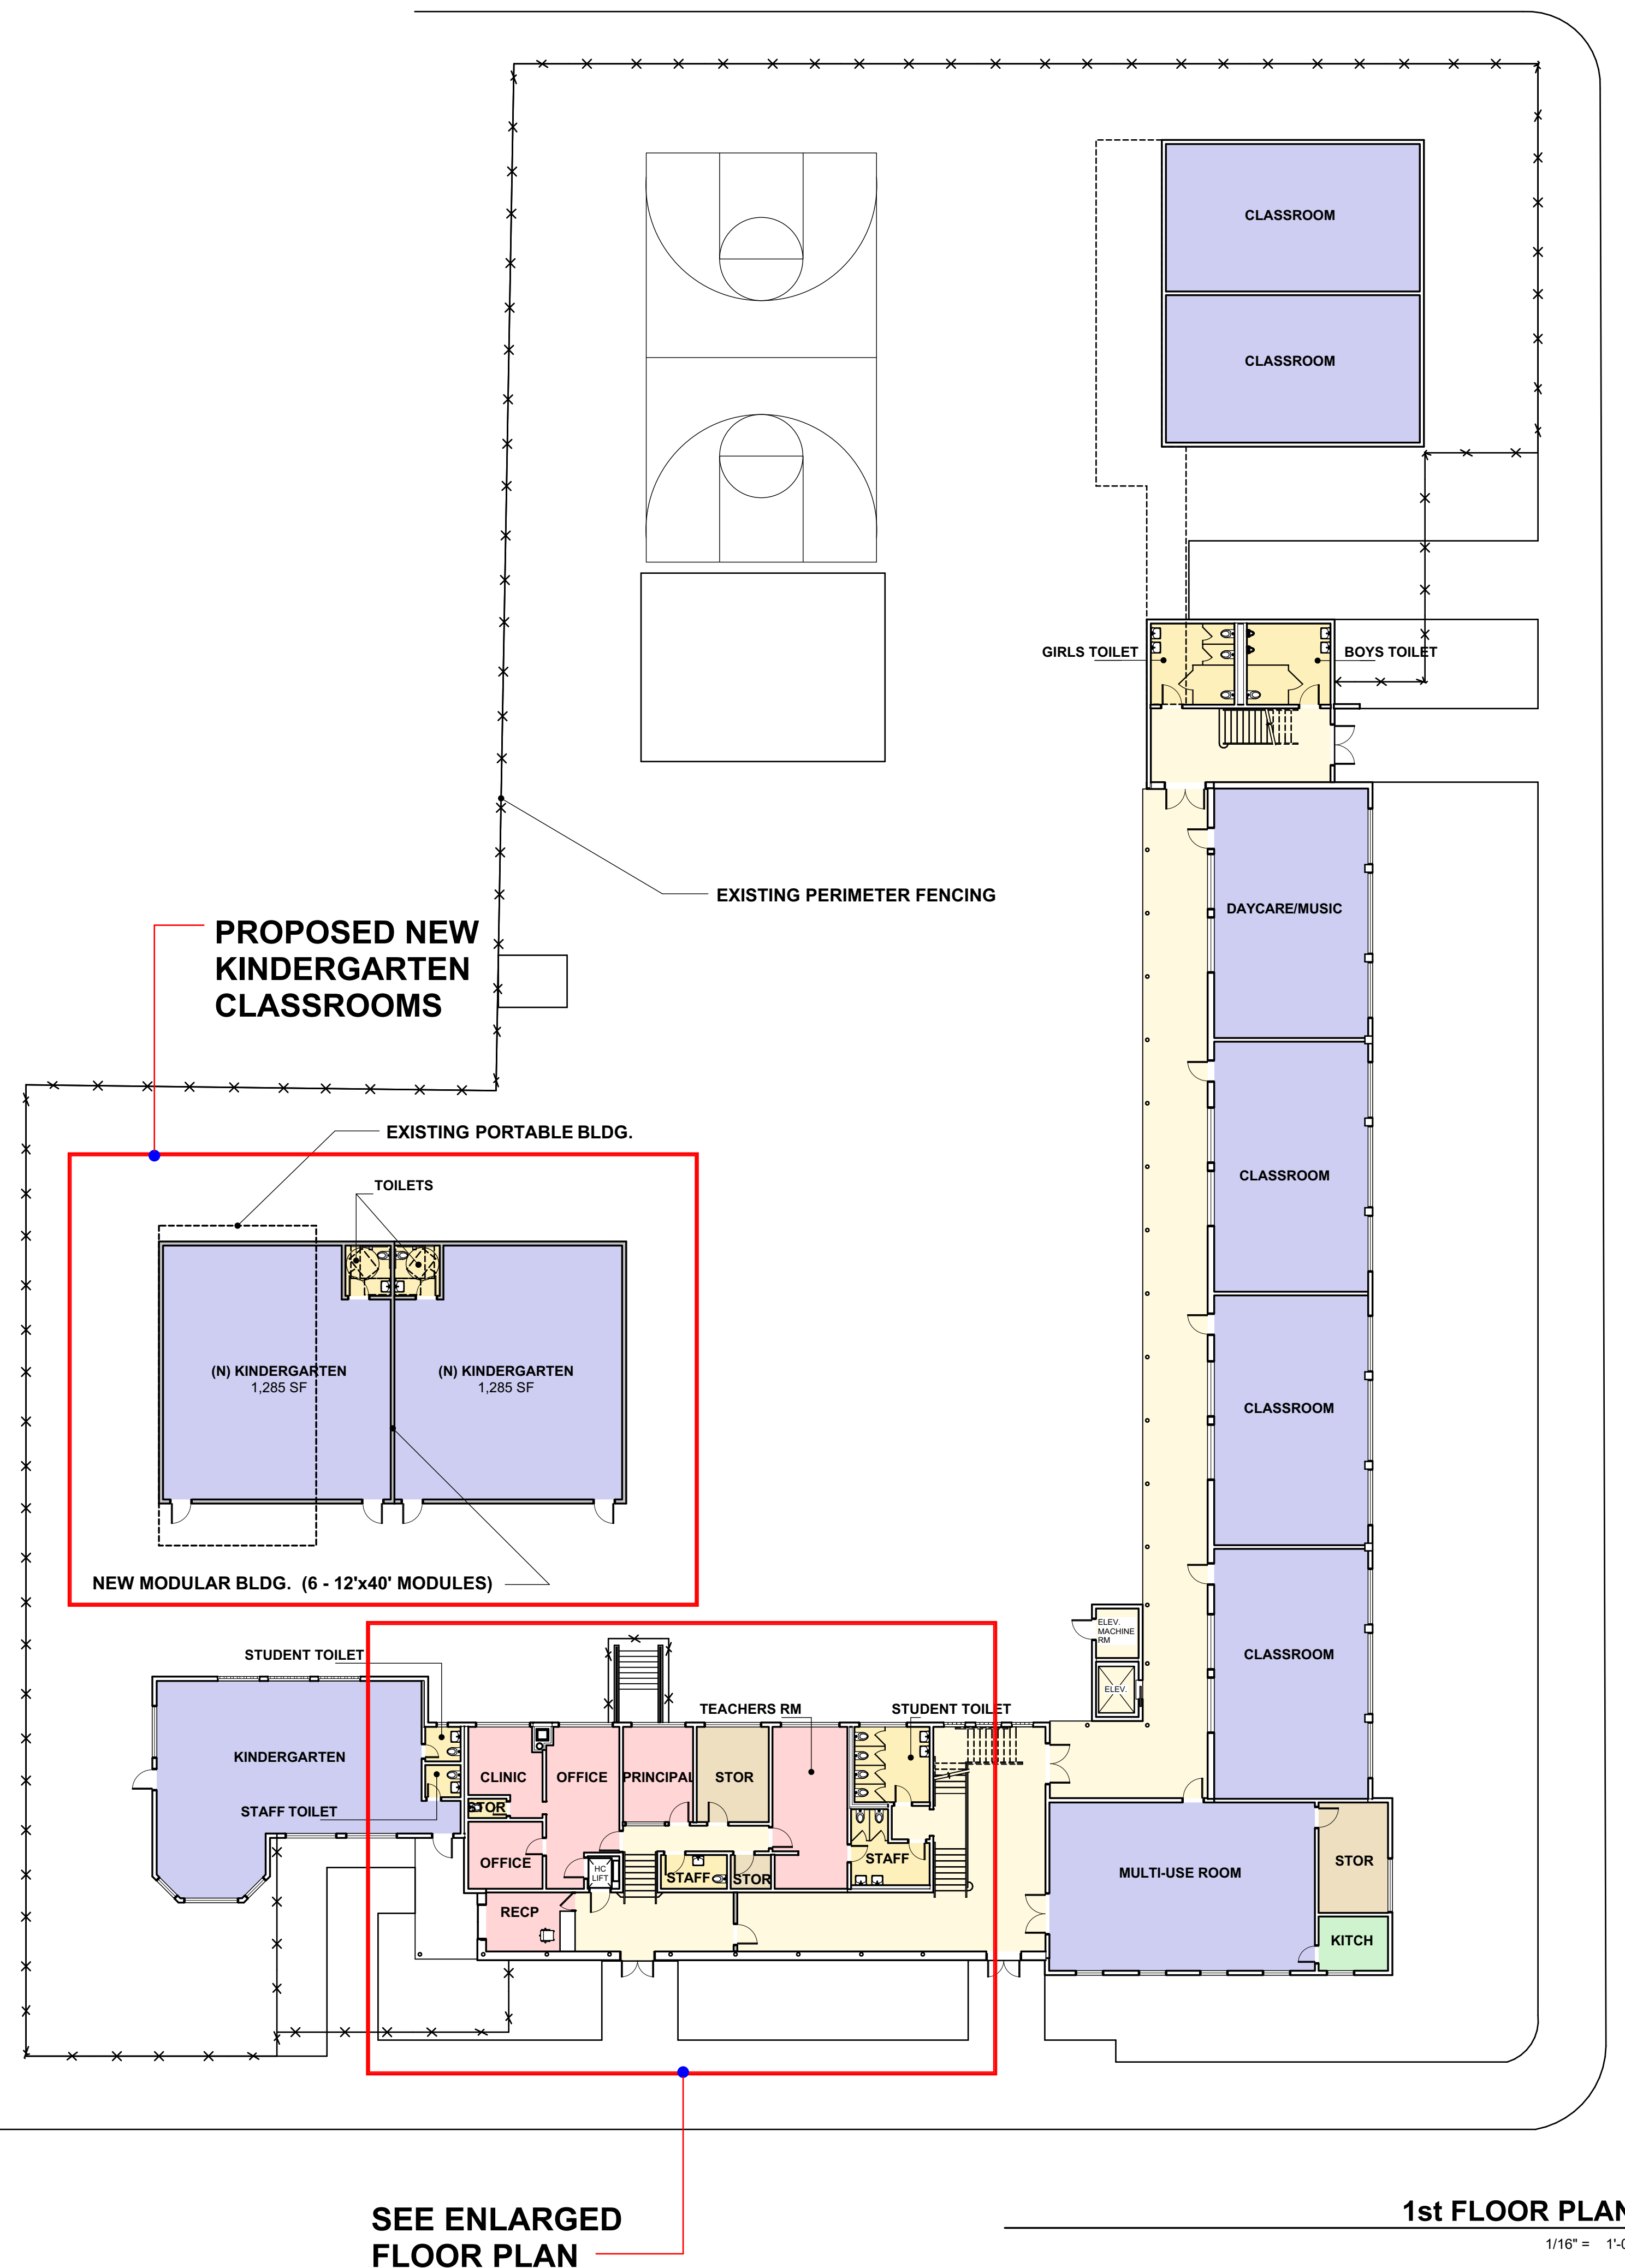 CLASSROOM
CLASSROOM
GIRLS TOILET
BOYS TOILET
EXISTING PERIMETER FENCING
DAYCARE/MUSIC
PROPOSED NEW
KINDERGARTEN
CLASSROOMS
EXISTING PORTABLE BLDG.
TOILETS
CLASSROOM
(N) KINDERGARTEN
1,285 SF
(N) KINDERGARTEN
1,285 SF
CLASSROOM
NEW MODULAR BLDG. (6 - 12'x40' MODULES)
ELEV.
MACHINE
RM
CLASSROOM
STUDENT TOILET
ELEV.
TEACHERS RM
STUDENT TOILET
KINDERGARTEN
CLINIC
OFFICE
PRINCIPAL
STOR
STOR
STAFF TOILET
OFFICE
HC
LIFT
STAFF
STOR
STAFF
MULTI-USE ROOM
STOR
RECP
KITCH
SEE ENLARGED
FLOOR PLAN
1st FLOOR PLAN
1/16" = 1'-0